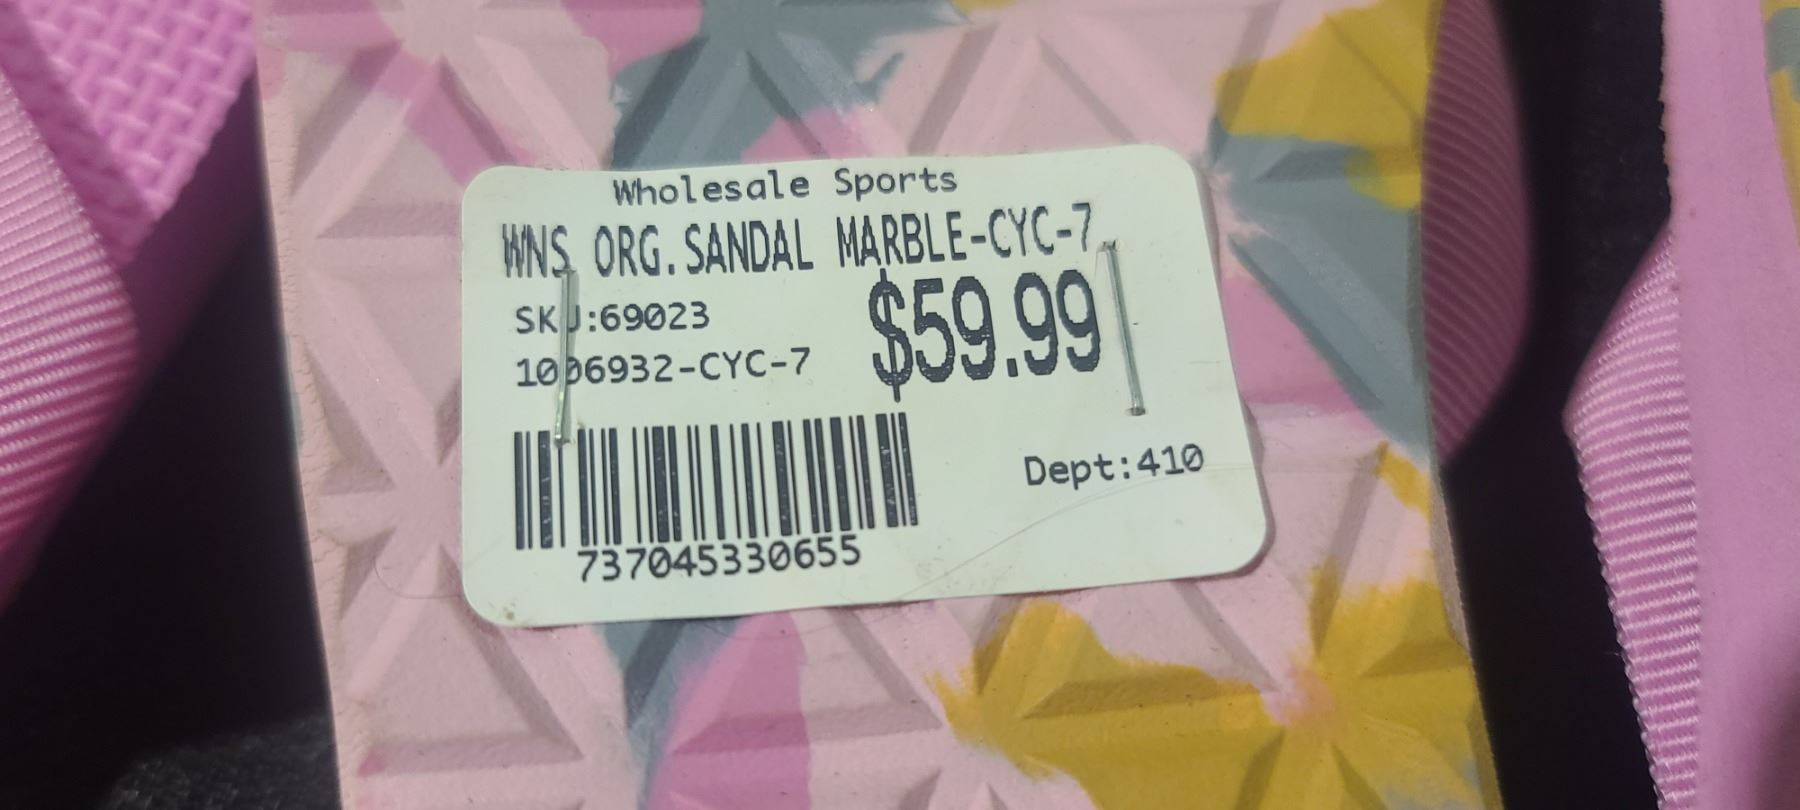 Wholesale Sports
WNS ORG.SANDAL MARBLE-CYC-7
SKU:69023
$59.99
1006932-CYC-7
Dept:410
737045330655